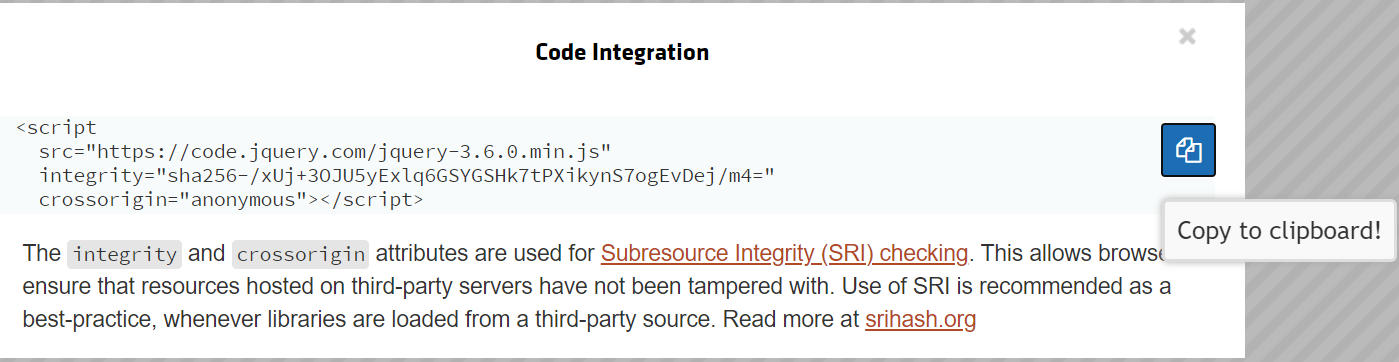 Code Integration
<script
src="https://code.jquery.com/jquery-3.6.0.min.js"
integrity="sha256-/xUj+3OJU5yExlq6GSYGSHk7tPXikynS7ogEvDej/m4="
crossorigin="anonymous"></script>
Copy to clipboard!
The integrity and crossorigin attributes are used for Subresource Integrity (SRI) checking. This allows
ensure that resources hosted on third-party servers have not been tampered with. Use of SRI is recommended as a
best-practice, whenever libraries are loaded from a third-party source. Read more at srihash.org